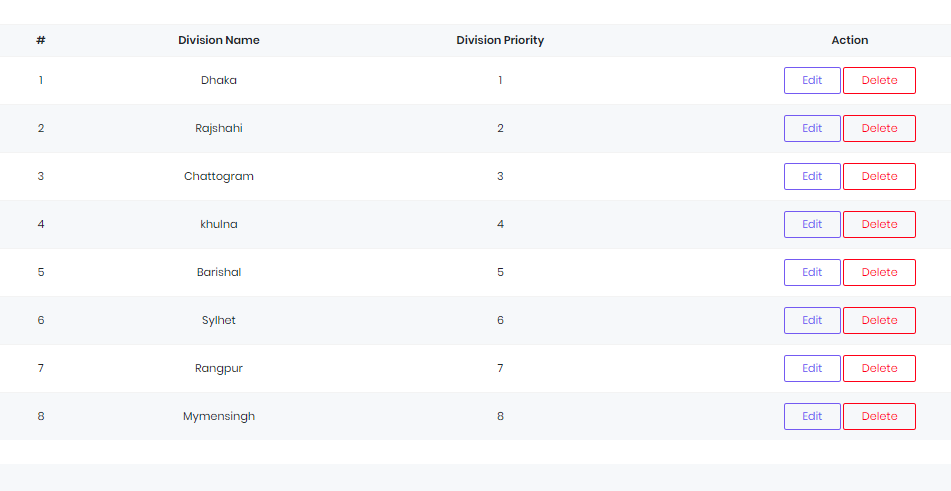 # Division Name Division Priority Action
1 Dhaka 1 Edit Delete
2 Rajshahi 2 Edit Delete
3 Chattogram 3 Edit Delete
4 khulna 4 Edit Delete
5 Barishal 5 Edit Delete
6 Sylhet 6 Edit Delete
7 Rangpur 7 Edit Delete
8 Mymensingh 8 Edit Delete